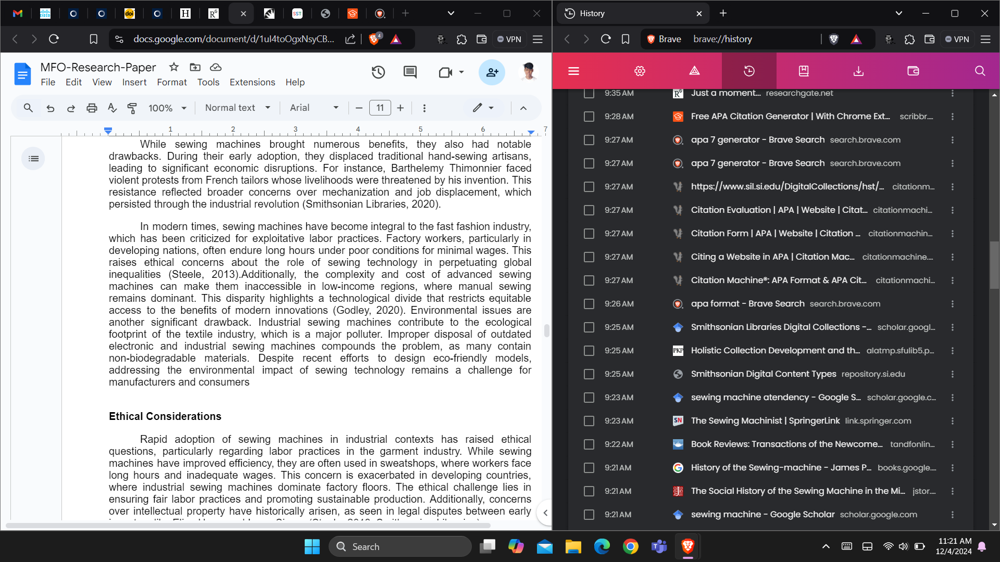 docs.google.com/document/d/1uI4toOgxNsyCB...
4
VPN
MFO-Research-Paper
File Edit View Insert Format Tools Extensions Help
100% Normal text Arial 11
1 2 3 4 5 6 7
While sewing machines brought numerous benefits, they also had notable
drawbacks. During their early adoption, they displaced traditional hand-sewing artisans,
leading to significant economic disruptions. For instance, Barthelemy Thimonnier faced
violent protests from French tailors whose livelihoods were threatened by his invention. This
resistance reflected broader concerns over mechanization and job displacement, which
persisted through the industrial revolution (Smithsonian Libraries, 2020).
In modern times, sewing machines have become integral to the fast fashion industry,
which has been criticized for exploitative labor practices. Factory workers, particularly in
developing nations, often endure long hours under poor conditions for minimal wages. This
raises ethical concerns about the role of sewing technology in perpetuating global
inequalities (Steele, 2013).Additionally, the complexity and cost of advanced sewing
machines can make them inaccessible in low-income regions, where manual sewing
remains dominant. This disparity highlights a technological divide that restricts equitable
access to the benefits of modern innovations (Godley, 2020). Environmental issues are
another significant drawback. Industrial sewing machines contribute to the ecological
footprint of the textile industry, which is a major polluter. Improper disposal of outdated
electronic and industrial sewing machines compounds the problem, as many contain
non-biodegradable materials. Despite recent efforts to design eco-friendly models,
addressing the environmental impact of sewing technology remains a challenge for
manufacturers and consumers
Ethical Considerations
Rapid adoption of sewing machines in industrial contexts has raised ethical
questions, particularly regarding labor practices in the garment industry. While sewing
machines have improved efficiency, they are often used in sweatshops, where workers face
long hours and inadequate wages. This concern is exacerbated in developing countries,
where industrial sewing machines dominate factory floors. The ethical challenge lies in
ensuring fair labor practices and promoting sustainable production. Additionally, concerns
over intellectual property have historically arisen, as seen in legal disputes between early
History
Brave brave://history
VPN
9:35 AM Just a moment... researchgate.net
9:28 AM Free APA Citation Generator | With Chrome Ext... scribbr....
9:27 AM apa 7 generator - Brave Search search.brave.com
9:27 AM apa 7 generator - Brave Search search.brave.com
9:27 AM https://www.sil.si.edu/DigitalCollections/hst/... citationm...
9:27 AM Citation Evaluation | APA | Website | Citat... citationmachi...
9:27 AM Citation Form | APA | Website | Citation ... citationmachin...
9:27 AM Citing a Website in APA | Citation Mac... citationmachine....
9:27 AM Citation Machine®: APA Format & APA Cit... citationmachi...
9:26 AM apa format - Brave Search search.brave.com
9:25 AM Smithsonian Libraries Digital Collections -... scholar.googl...
9:25 AM Holistic Collection Development and th... alatmp.sfulib5.p...
9:25 AM Smithsonian Digital Content Types repository.si.edu
9:23 AM sewing machine atendency - Google S... scholar.google.c...
9:23 AM The Sewing Machinist | SpringerLink link.springer.com
9:22 AM Book Reviews: Transactions of the Newcome... tandfonlin...
9:21 AM History of the Sewing-machine - James P... books.google....
9:21 AM The Social History of the Sewing Machine in the Mi... jstor....
9:21 AM sewing machine - Google Scholar scholar.google.com
Search
11:21 AM
12/4/2024